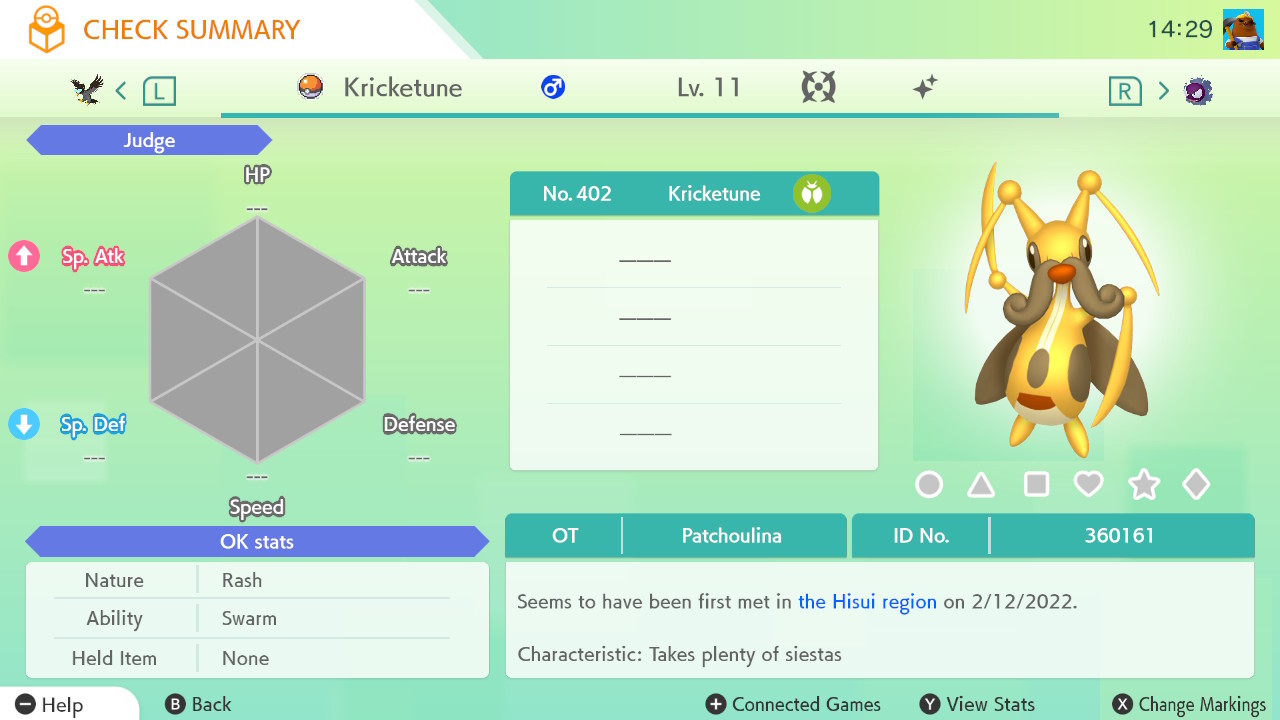 CHECK SUMMARY
14:29
L
Kricketune
Lv. 11
R
Judge
HP
---
Sp. Atk
---
Attack
---
Sp. Def
---
Defense
---
---
Speed
OK stats
Nature Rash
Ability Swarm
Held Item None
No. 402 Kricketune
———
———
———
———
OT Patchoulina
ID No. 360161
Seems to have been first met in the Hisui region on 2/12/2022.
Characteristic: Takes plenty of siestas
Help
B Back
Connected Games
Y View Stats
X Change Markings